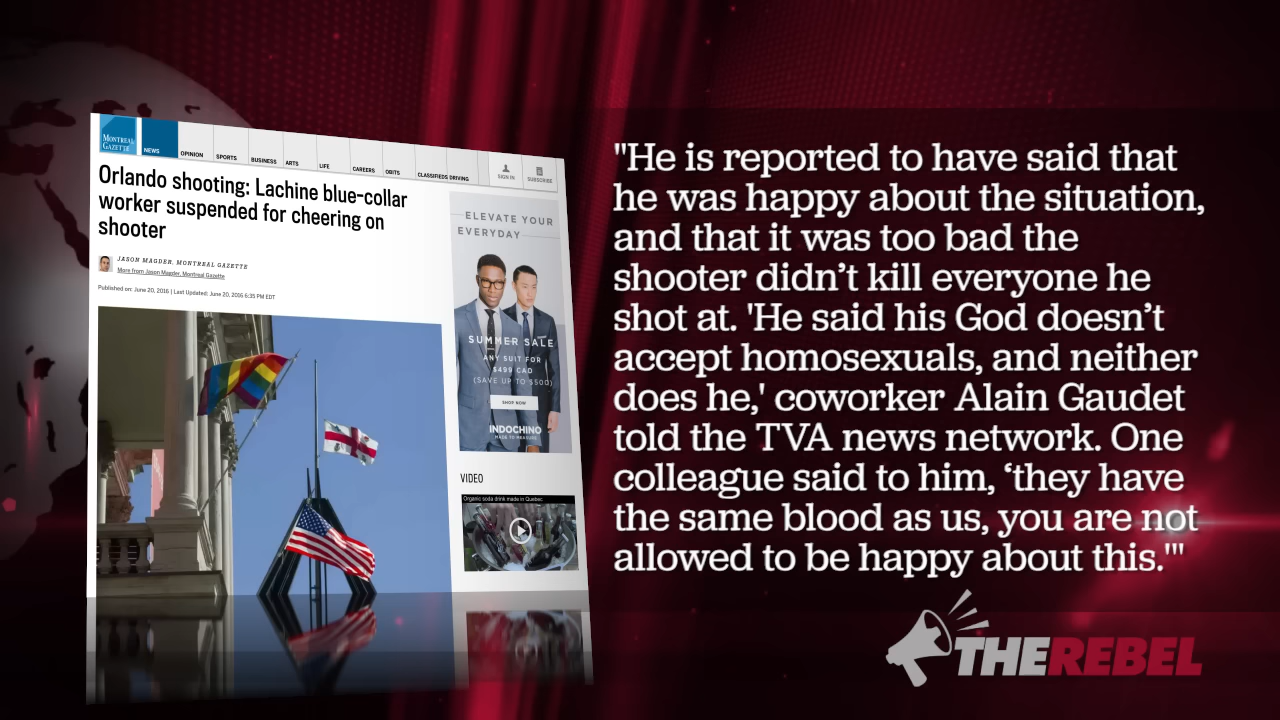 MONTREAL
GAZETTE
NEWS
OPINION
SPORTS
BUSINESS
ARTS
LIFE
CAREERS
OBITS
CLASSIFIEDS DRIVING
SIGN IN
SUBSCRIBE
Orlando shooting: Lachine blue-collar
worker suspended for cheering on
shooter
JASON MAGDER, MONTREAL GAZETTE
More from Jason Magder, Montreal Gazette
Published on: June 20, 2016 | Last Updated: June 20, 2016 6:35 PM EDT
ELEVATE YOUR
EVERYDAY
SUMMER SALE
ANY SUIT FOR
$499 CAD
(SAVE UP TO $500)
SHOP NOW
INDOCHINO
MADE TO MEASURE
VIDEO
Organic soda drink made in Quebec
"He is reported to have said that
he was happy about the situation,
and that it was too bad the
shooter didn’t kill everyone he
shot at. 'He said his God doesn’t
accept homosexuals, and neither
does he,' coworker Alain Gaudet
told the TVA news network. One
colleague said to him, ‘they have
the same blood as us, you are not
allowed to be happy about this.'"
THEREBEL